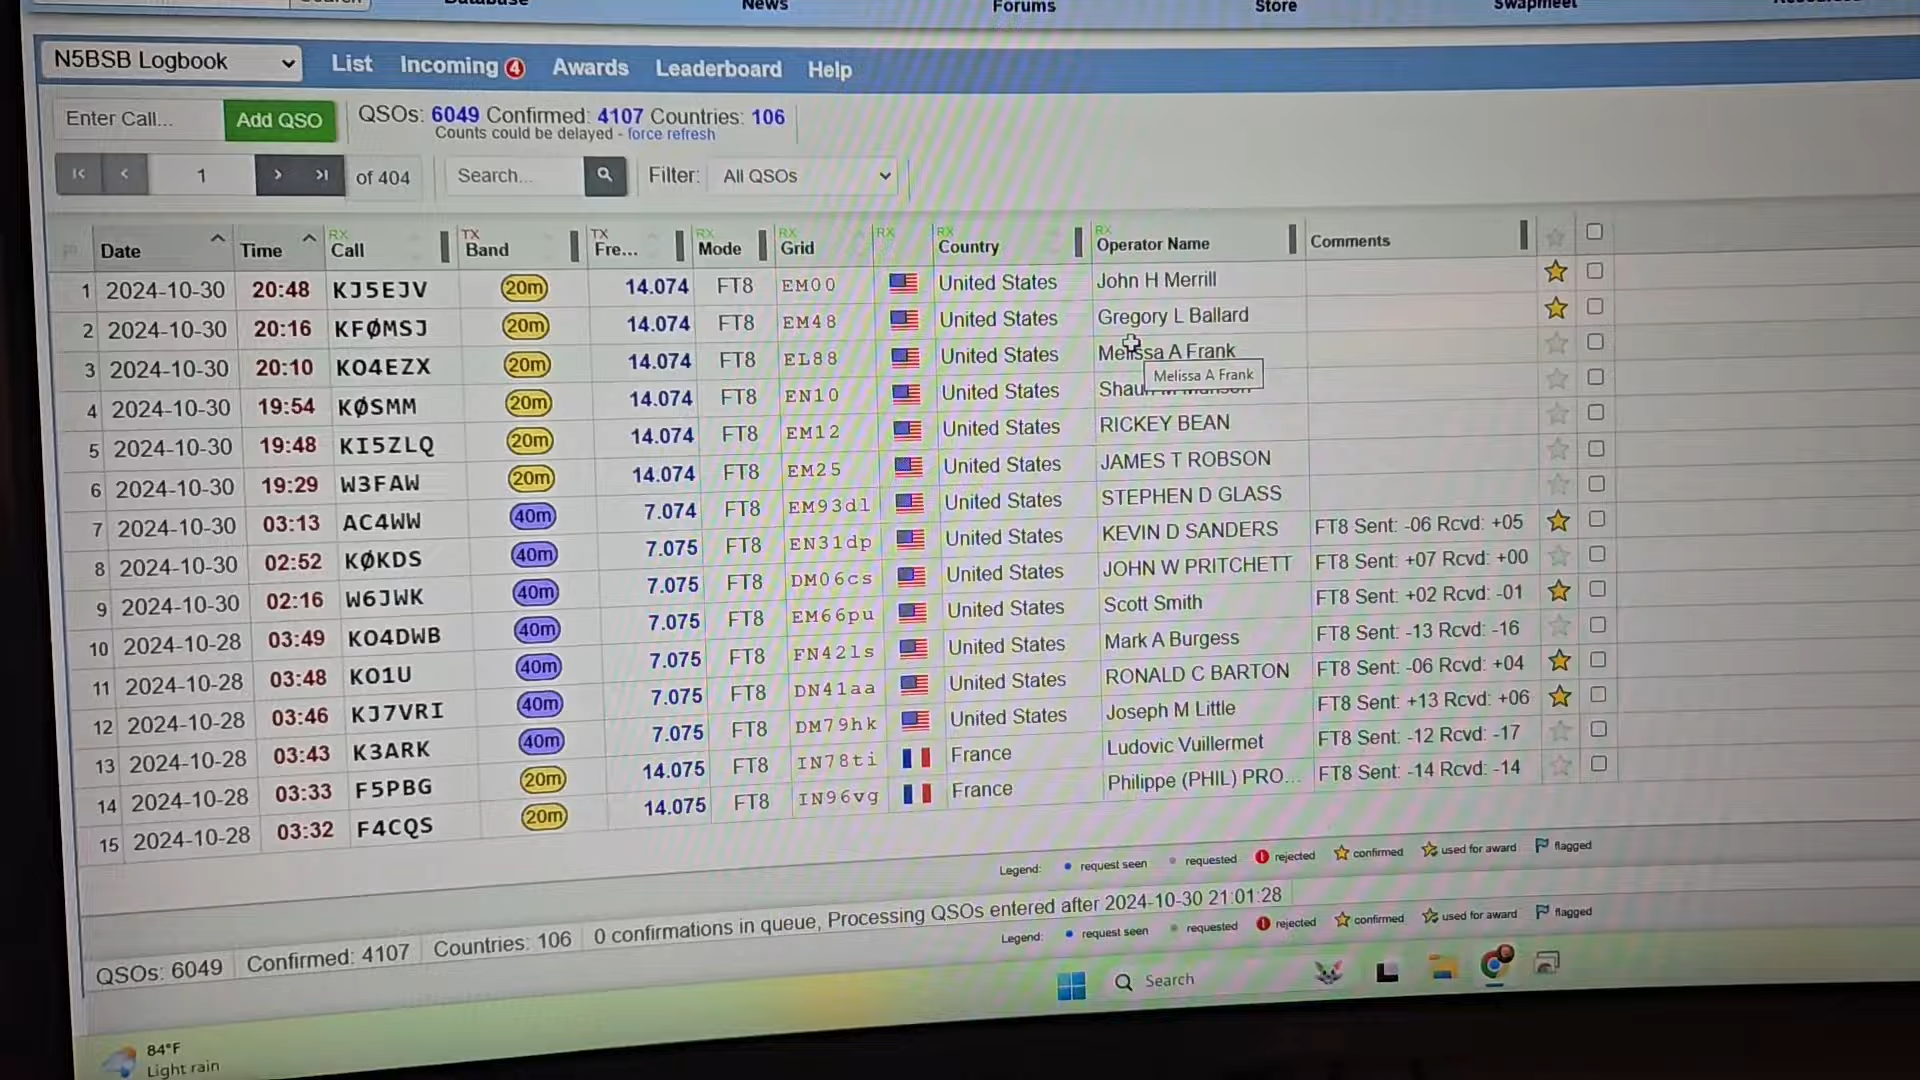 Database News Forums Store Swapmeet
N5BSB Logbook List Incoming 4 Awards Leaderboard Help
Enter Call... Add QSO QSOs: 6049 Confirmed: 4107 Countries: 106
Counts could be delayed - force refresh
1 of 404 Search... Filter: All QSOs
Date Time RX Call TX Band TX Fre... RX Mode RX Grid RX RX Country RX Operator Name Comments
1 2024-10-30 20:48 KJ5EJV 20m 14.074 FT8 EM00 United States John H Merrill
2 2024-10-30 20:16 KFØMSJ 20m 14.074 FT8 EM48 United States Gregory L Ballard
3 2024-10-30 20:10 KO4EZX 20m 14.074 FT8 EL88 United States Melissa A Frank
Melissa A Frank
4 2024-10-30 19:54 KØSMM 20m 14.074 FT8 EN10 United States
5 2024-10-30 19:48 KI5ZLQ 20m 14.074 FT8 EM12 United States RICKEY BEAN
6 2024-10-30 19:29 W3FAW 20m 14.074 FT8 EM25 United States JAMES T ROBSON
7 2024-10-30 03:13 AC4WW 40m 7.074 FT8 EM93dl United States STEPHEN D GLASS
8 2024-10-30 02:52 KØKDS 40m 7.075 FT8 EN31dp United States KEVIN D SANDERS FT8 Sent: -06 Rcvd: +05
9 2024-10-30 02:16 W6JWK 40m 7.075 FT8 DM06cs United States JOHN W PRITCHETT FT8 Sent: +07 Rcvd: +00
10 2024-10-28 03:49 KO4DWB 40m 7.075 FT8 EM66pu United States Scott Smith FT8 Sent: +02 Rcvd: -01
11 2024-10-28 03:48 KO1U 40m 7.075 FT8 FN42ls United States Mark A Burgess FT8 Sent: -13 Rcvd: -16
12 2024-10-28 03:46 KJ7VRI 40m 7.075 FT8 DN41aa United States RONALD C BARTON FT8 Sent: -06 Rcvd: +04
13 2024-10-28 03:43 K3ARK 40m 7.075 FT8 DM79hk United States Joseph M Little FT8 Sent: +13 Rcvd: +06
14 2024-10-28 03:33 F5PBG 20m 14.075 FT8 IN78ti France Ludovic Vuillermet FT8 Sent: -12 Rcvd: -17
15 2024-10-28 03:32 F4CQS 20m 14.075 FT8 IN96vg France Philippe (PHIL) PRO... FT8 Sent: -14 Rcvd: -14
Legend: request seen requested rejected confirmed used for award flagged
QSOs: 6049 Confirmed: 4107 Countries: 106 0 confirmations in queue, Processing QSOs entered after 2024-10-30 21:01:28
Legend: request seen requested rejected confirmed used for award flagged
Search
84°F
Light rain